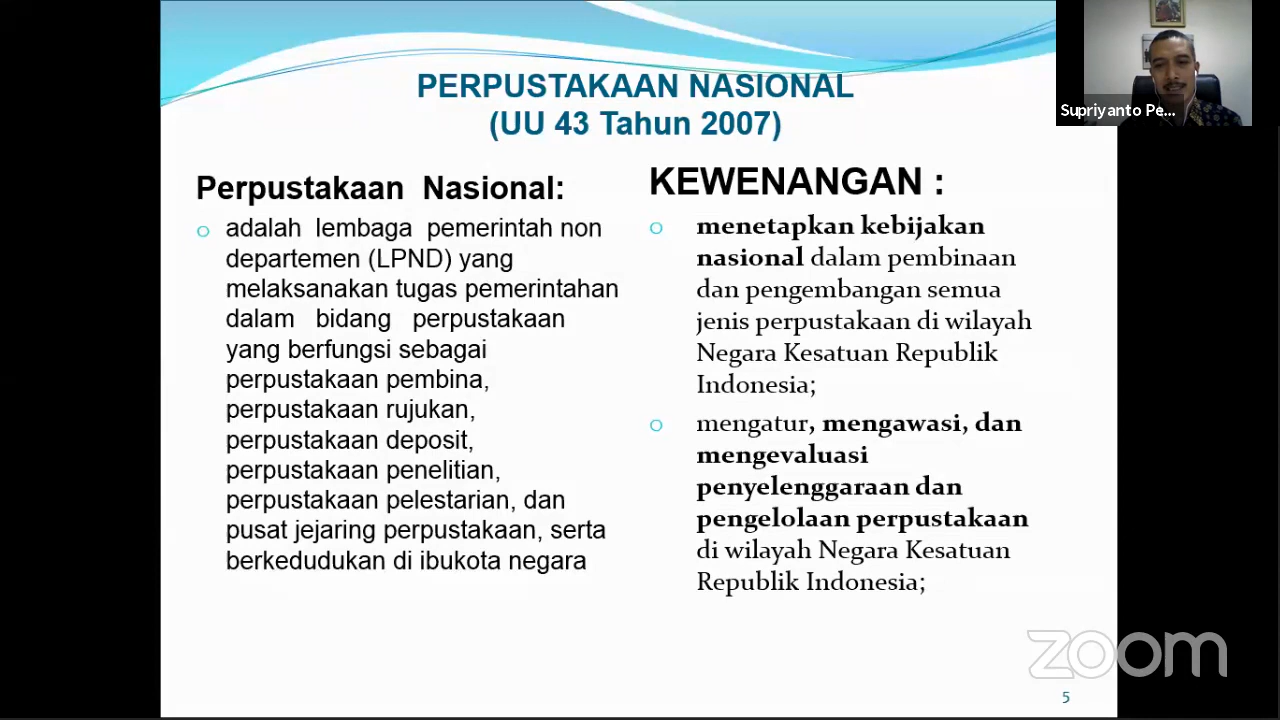 PERPUSTAKAAN NASIONAL
(UU 43 Tahun 2007)
Supriyanto Pe...
Perpustakaan Nasional:
adalah lembaga pemerintah non
departemen (LPND) yang
melaksanakan tugas pemerintahan
dalam bidang perpustakaan
yang berfungsi sebagai
perpustakaan pembina,
perpustakaan rujukan,
perpustakaan deposit,
perpustakaan penelitian,
perpustakaan pelestarian, dan
pusat jejaring perpustakaan, serta
berkedudukan di ibukota negara
KEWENANGAN :
menetapkan kebijakan
nasional dalam pembinaan
dan pengembangan semua
jenis perpustakaan di wilayah
Negara Kesatuan Republik
Indonesia;
mengatur, mengawasi, dan
mengevaluasi
penyelenggaraan dan
pengelolaan perpustakaan
di wilayah Negara Kesatuan
Republik Indonesia;
zoom
5